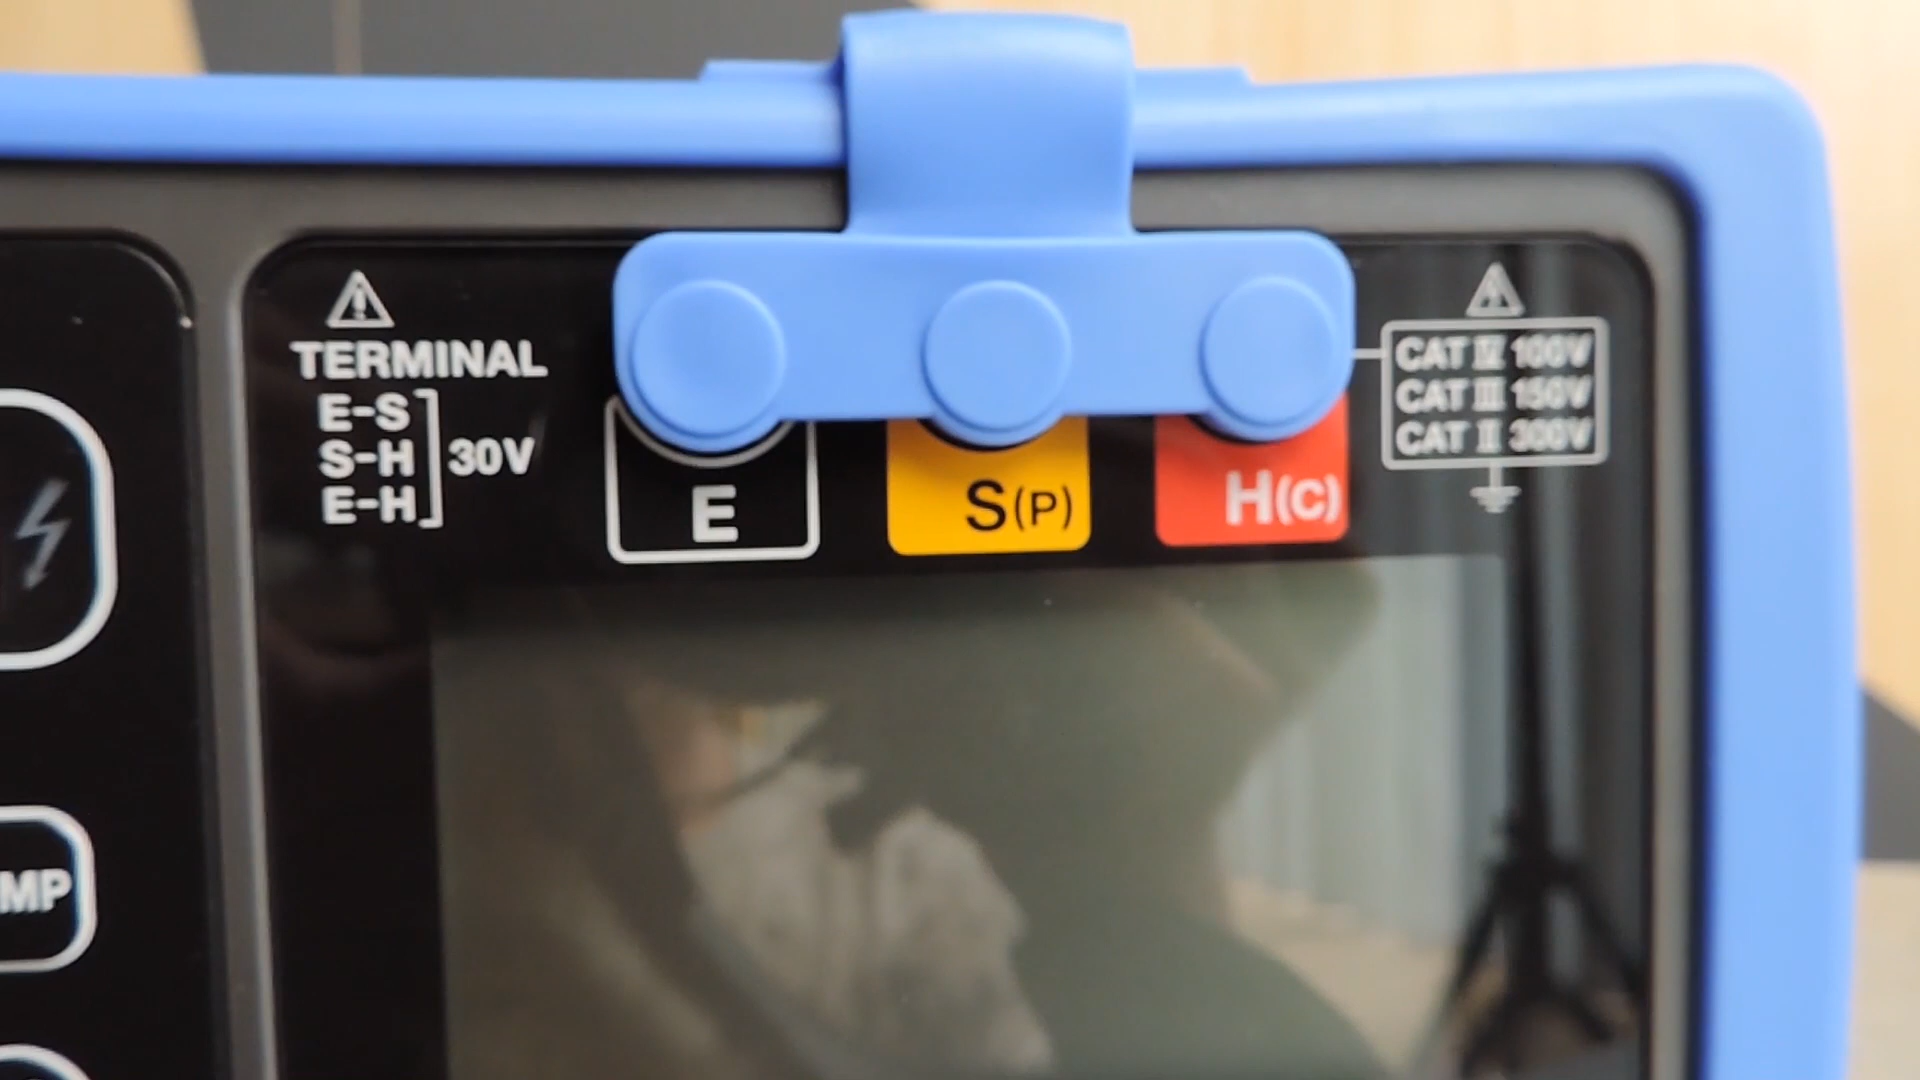 TERMINAL
E-S
S-H
E-H
30V
E
S(P)
H(C)
CAT IV 100V
CAT III 150V
CAT II 300V
MP